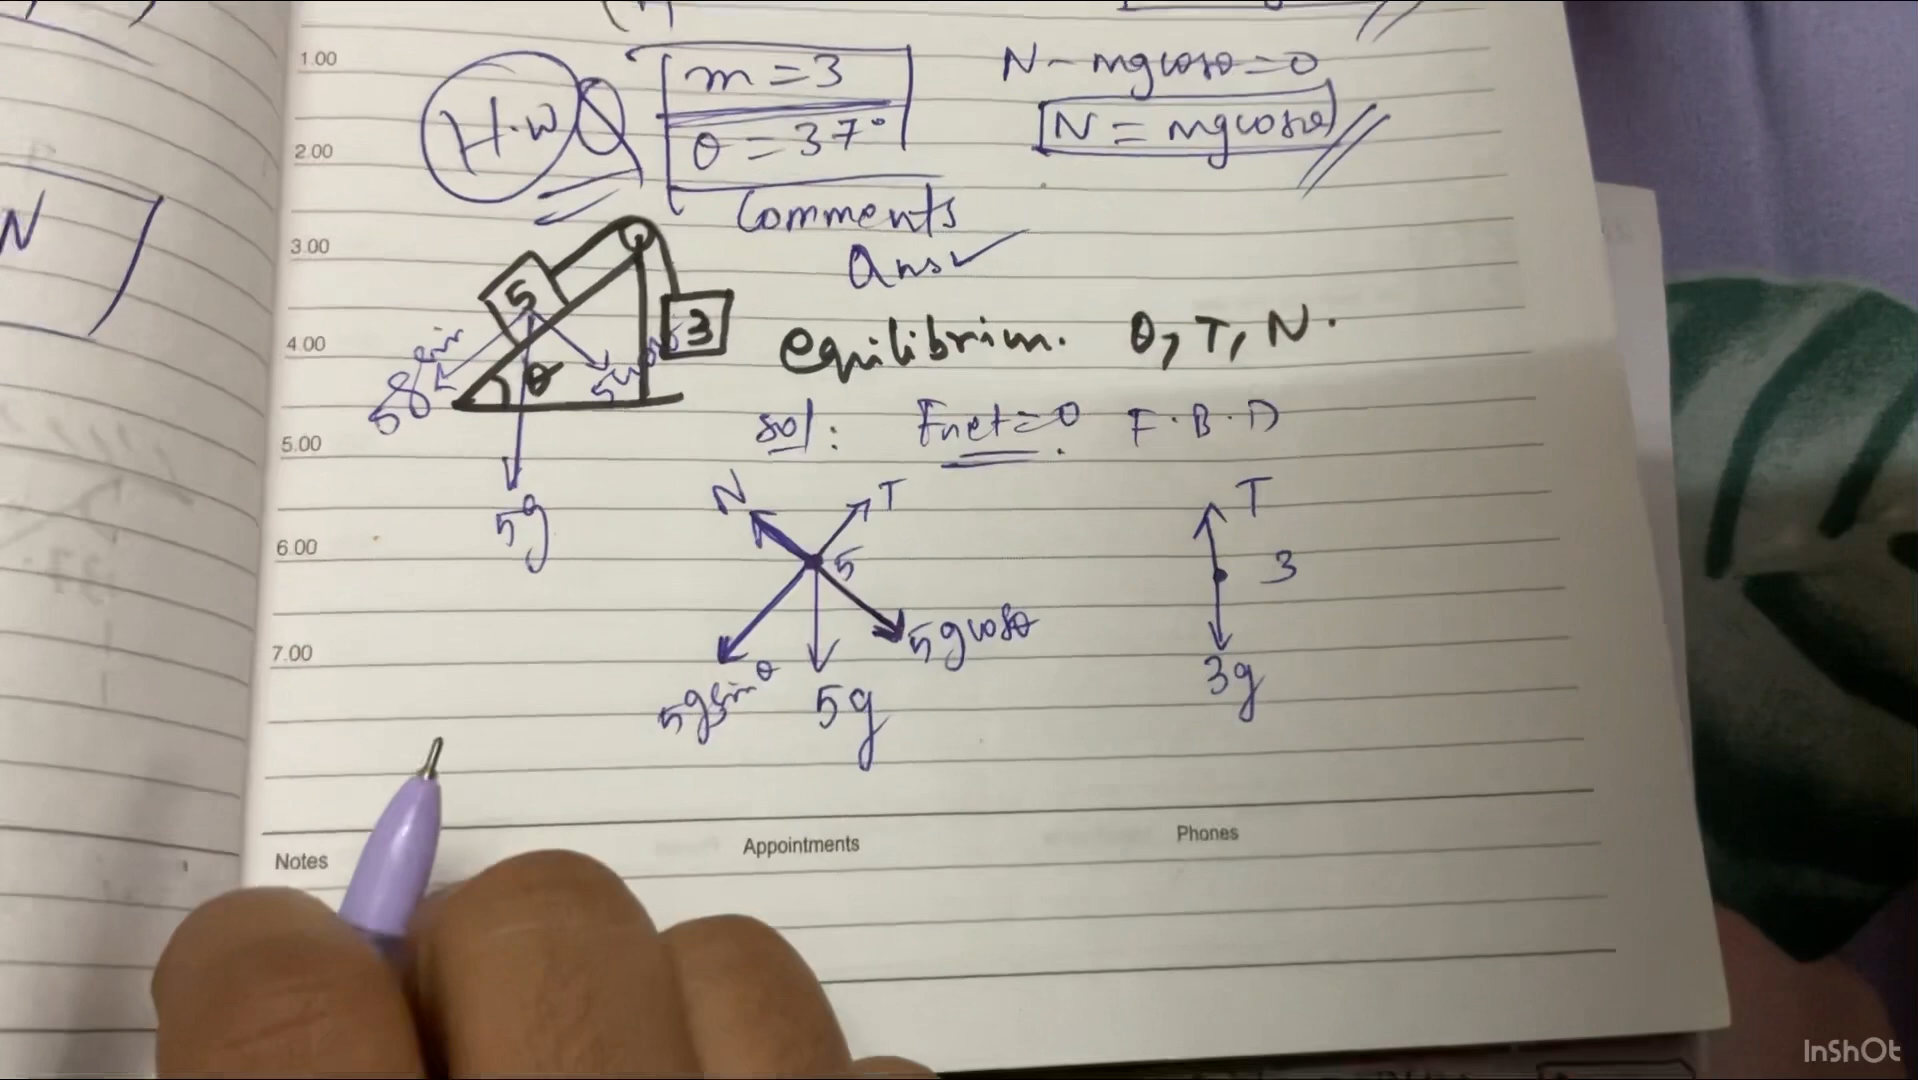 1.00
H.W Q
m = 3
N - mgcosθ = 0
θ = 37°
N = mgcosθ
2.00
Comments
Ans
3.00
N
5
3
equilibrium. θ, T, N.
4.00
5g sin
θ
sol: Fnet = 0 F.B.D
5.00
5g
N
T
5
T
3
6.00
5gcosθ
7.00
5gsinθ
5g
3g
Notes
Appointments
Phones
InShOt